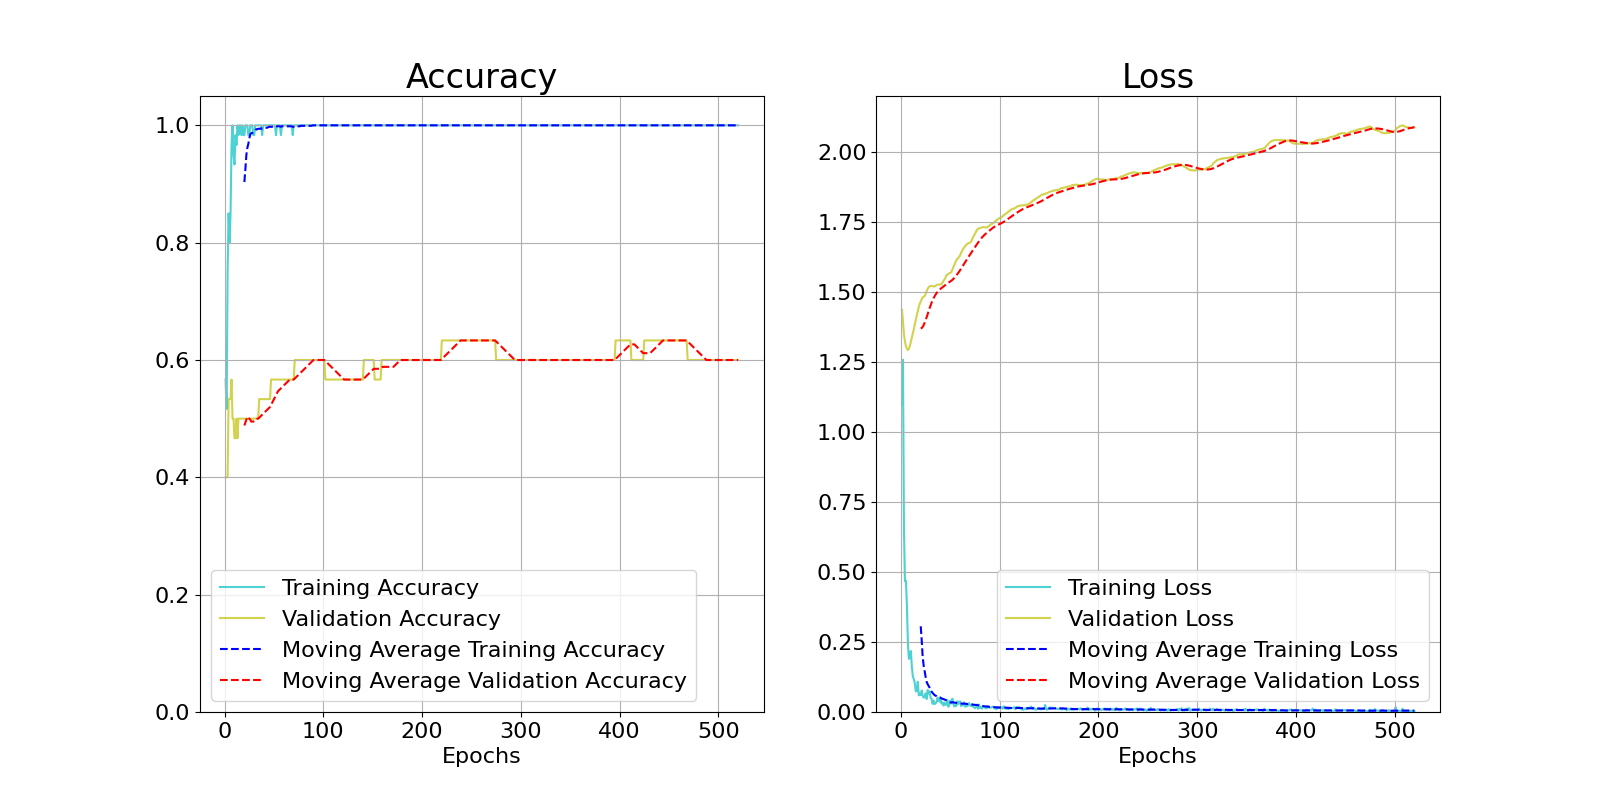 Accuracy
1.0
0.8
0.6
0.4
0.2
0.0
Training Accuracy
Validation Accuracy
Moving Average Training Accuracy
Moving Average Validation Accuracy
0 100 200 300 400 500
Epochs
Loss
2.00
1.75
1.50
1.25
1.00
0.75
0.50
0.25
0.00
Training Loss
Validation Loss
Moving Average Training Loss
Moving Average Validation Loss
0 100 200 300 400 500
Epochs